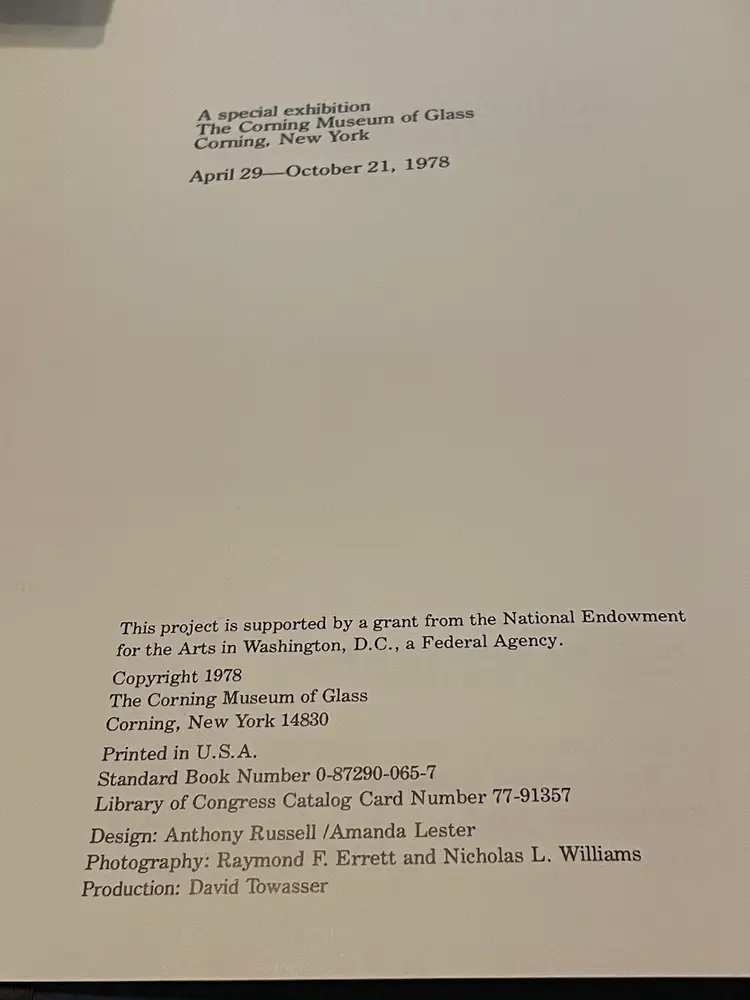 A special exhibition
The Corning Museum of Glass
Corning, New York
April 29—October 21, 1978
This project is supported by a grant from the National Endowment
for the Arts in Washington, D.C., a Federal Agency.
Copyright 1978
The Corning Museum of Glass
Corning, New York 14830
Printed in U.S.A.
Standard Book Number 0-87290-065-7
Library of Congress Catalog Card Number 77-91357
Design: Anthony Russell /Amanda Lester
Photography: Raymond F. Errett and Nicholas L. Williams
Production: David Towasser